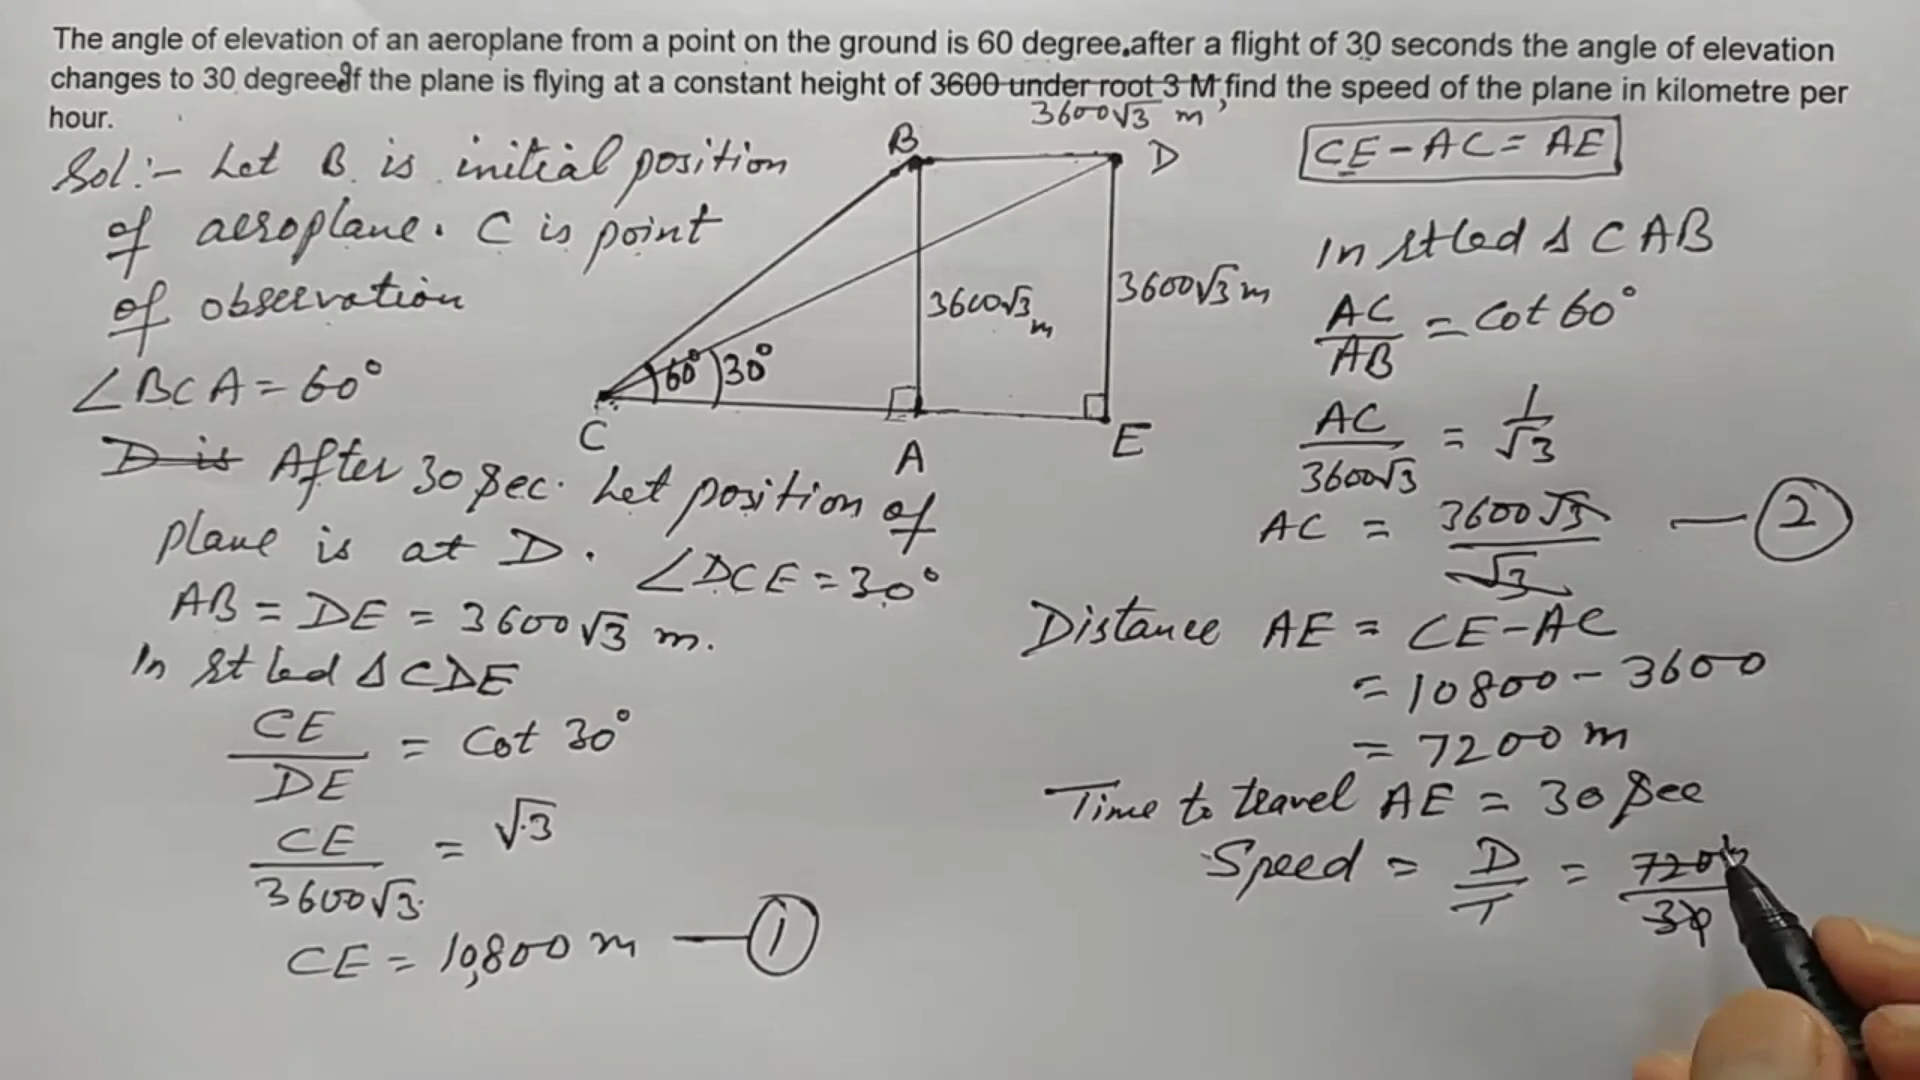 The angle of elevation of an aeroplane from a point on the ground is 60 degree.after a flight of 30 seconds the angle of elevation
changes to 30 degree If the plane is flying at a constant height of 3600 under root 3 M find the speed of the plane in kilometre per
hour.
3600√3 m,
Sol:- Let B is initial position
of aeroplane. C is point
of observation
∠BCA = 60°
D is After 30 Sec. Let position of
plane is at D. ∠DCE = 30°
AB = DE = 3600√3 m.
In rt led Δ CDE
CE/DE = Cot 30°
CE/3600√3 = √3
CE = 10,800 m —①
B
D
3600√3 m
3600√3 m
60°
30°
C
A
E
CE - AC = AE
In rt led Δ CAB
AC/AB = Cot 60°
AC/3600√3 = 1/√3
AC = 3600√3/√3 —②
Distance AE = CE-AC
= 10800 - 3600
= 7200 m
Time to travel AE = 30 Sec
Speed = D/T = 7200/30